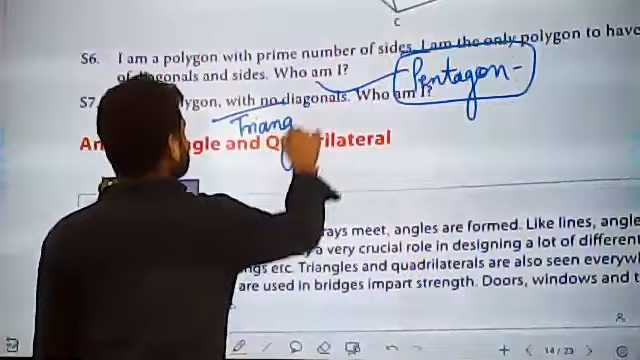 C
S6. I am a polygon with prime number of sides. I am the only polygon to have
of diagonals and sides. Who am I?
Pentagon -
S7. lygon, with no diagonals. Who am I?
Triang
An gle and Qu rilateral
rays meet, angles are formed. Like lines, angle
a very crucial role in designing a lot of different
ngs etc. Triangles and quadrilaterals are also seen everyw
are used in bridges impart strength. Doors, windows and t
14 / 23